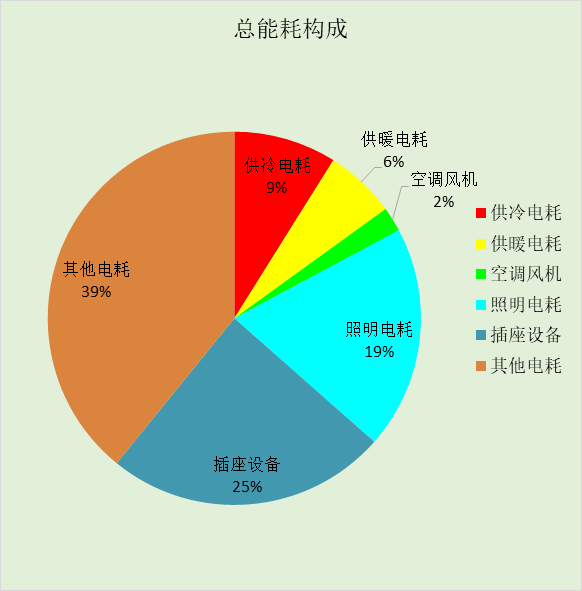 总能耗构成
供冷电耗
9%
供暖电耗
6%
空调风机
2%
照明电耗
19%
插座设备
25%
其他电耗
39%
供冷电耗
供暖电耗
空调风机
照明电耗
插座设备
其他电耗